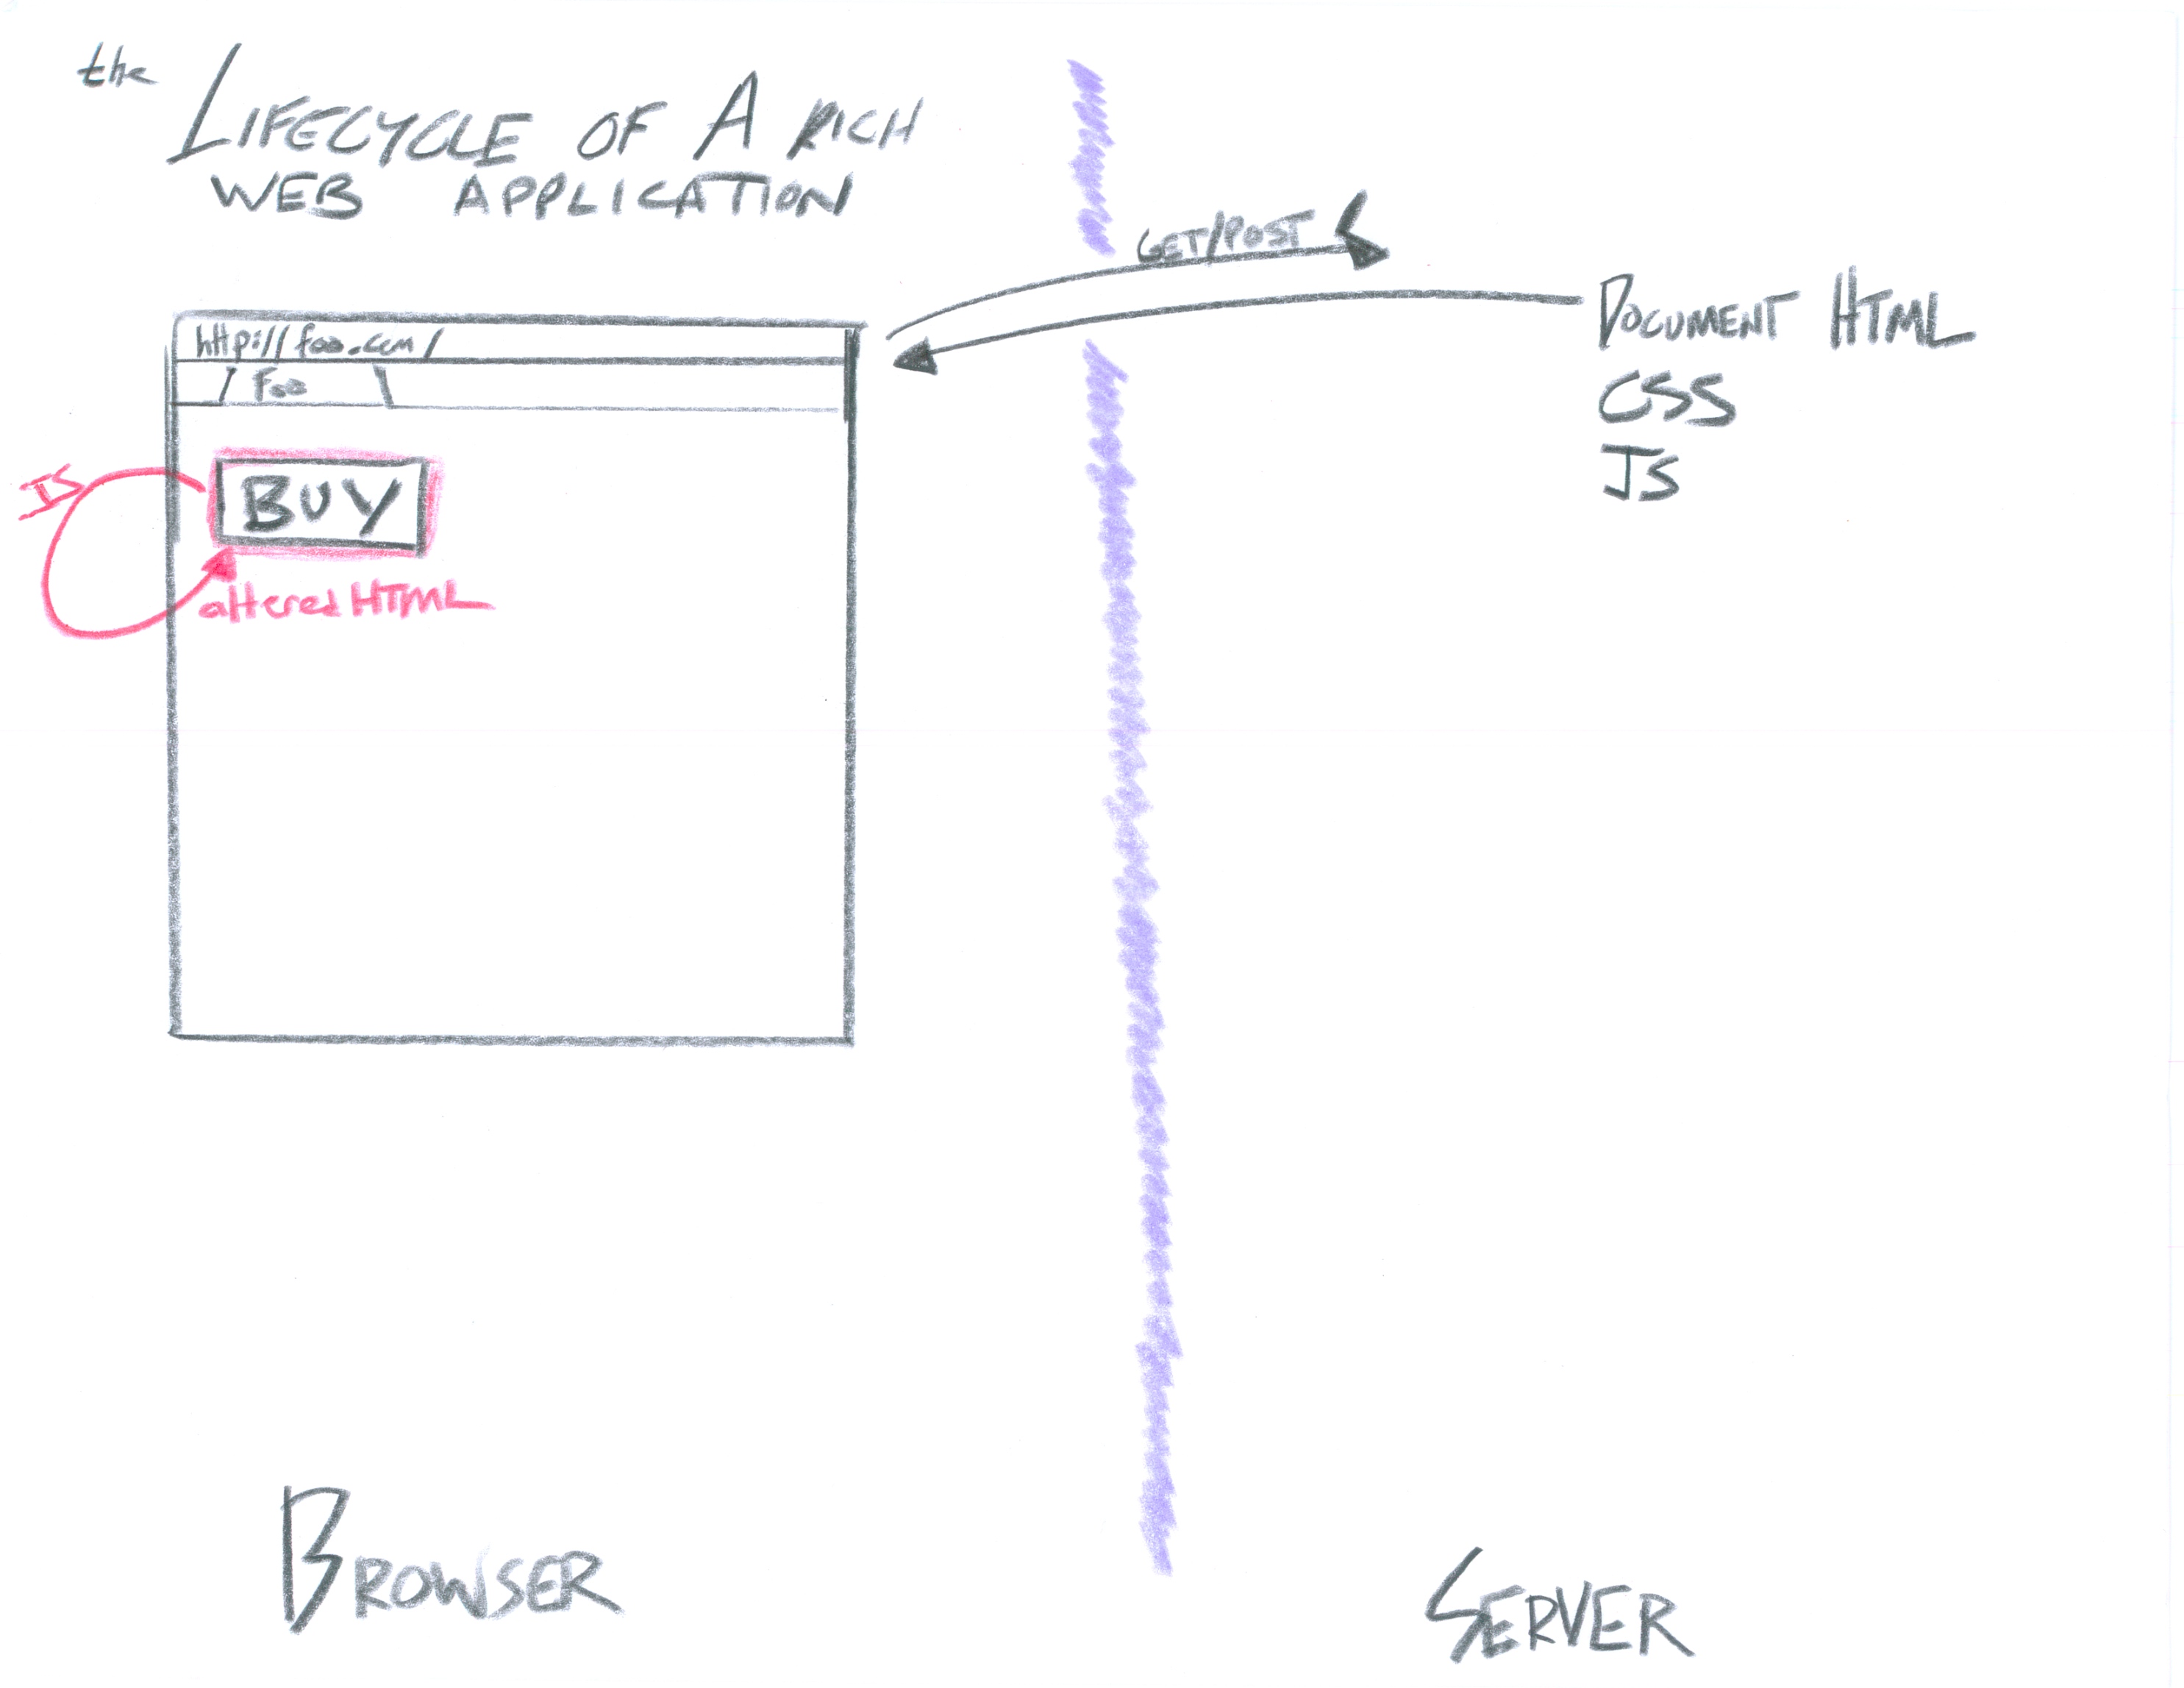 the
LIFECYCLE OF A RICH
WEB APPLICATION
GET/POST
DOCUMENT HTML
CSS
JS
http://foo.com/
Foo
JS
BUY
altered HTML
BROWSER
SERVER